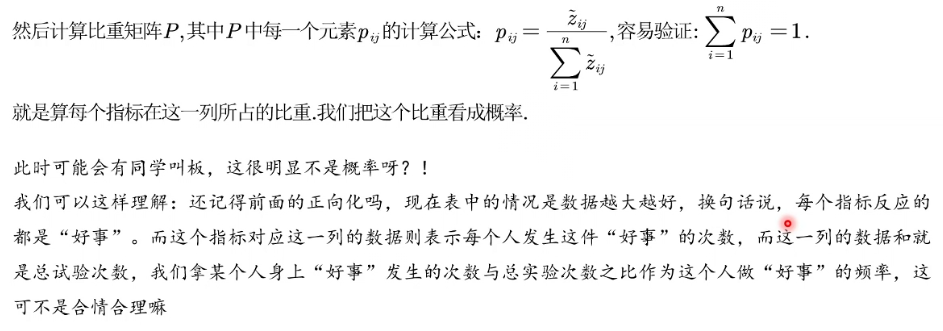 然后计算比重矩阵P,其中P中每一个元素p_{ij}的计算公式：p_{ij} = \frac{\tilde{z}_{ij}}{\sum_{i=1}^{n} \tilde{z}_{ij}},容易验证:\sum_{i=1}^{n} p_{ij} = 1.
就是算每个指标在这一列所占的比重.我们把这个比重看成概率.
此时可能会有同学叫板，这很明显不是概率呀？！
我们可以这样理解：还记得前面的正向化吗，现在表中的情况是数据越大越好，换句话说，每个指标反应的
都是“好事”。而这个指标对应这一列的数据则表示每个人发生这件“好事”的次数，而这一列的数据和就
是总试验次数，我们拿某个人身上“好事”发生的次数与总实验次数之比作为这个人做“好事”的频率，这
可不是合情合理嘛